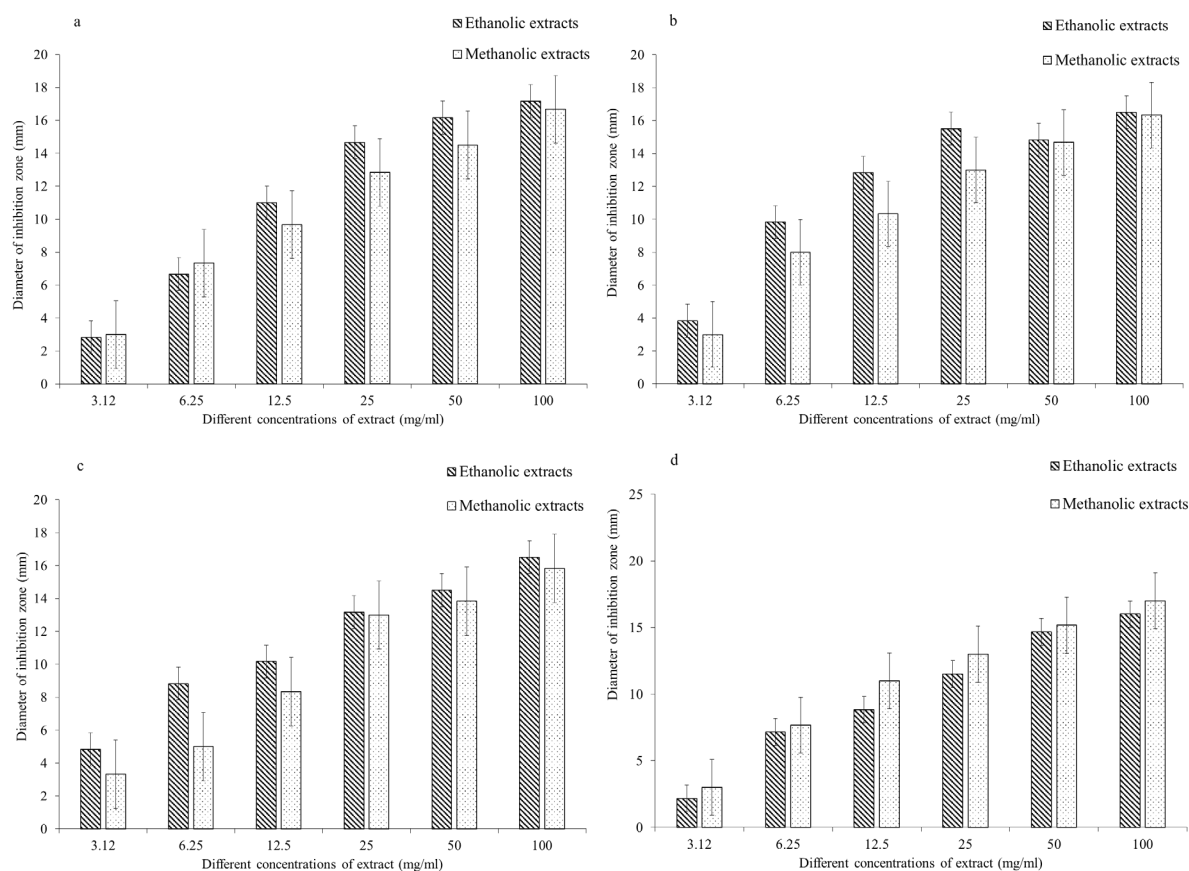 a
Ethanolic extracts
Methanolic extracts
20
18
16
14
12
10
8
6
4
2
0
Diameter of inhibition zone (mm)
3.12 6.25 12.5 25 50 100
Different concentrations of extract (mg/ml)
b
Ethanolic extracts
Methanolic extracts
20
18
16
14
12
10
8
6
4
2
0
Diameter of inhibition zone (mm)
3.12 6.25 12.5 25 50 100
Different concentrations of extract (mg/ml)
c
Ethanolic extracts
Methanolic extracts
20
18
16
14
12
10
8
6
4
2
0
Diameter of inhibition zone (mm)
3.12 6.25 12.5 25 50 100
Different concentrations of extract (mg/ml)
d
Ethanolic extracts
Methanolic extracts
25
20
15
10
5
0
Diameter of inhibition zone (mm)
3.12 6.25 12.5 25 50 100
Different concentrations of extract (mg/ml)